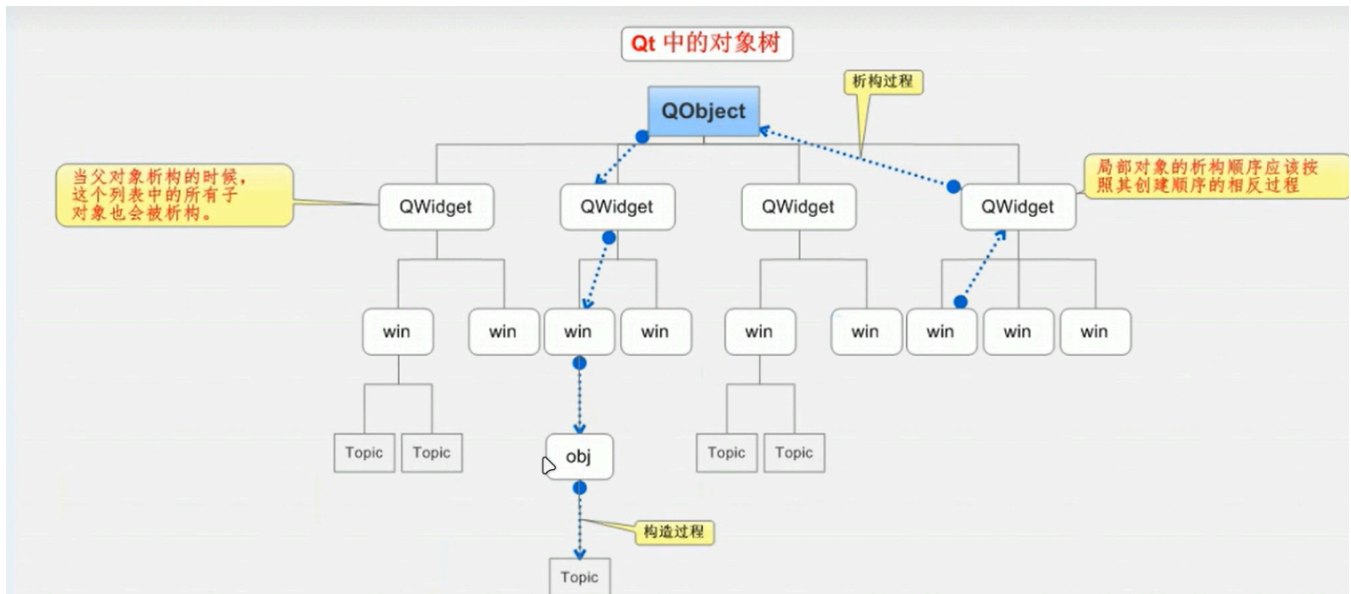 Qt 中的对象树
析构过程
QObject
当父对象析构的时候，
这个列表中的所有子
对象也会被析构。
局部对象的析构顺序应该按
照其创建顺序的相反过程
QWidget
QWidget
QWidget
QWidget
win
win
win
win
win
win
win
win
win
Topic
Topic
obj
Topic
Topic
构造过程
Topic